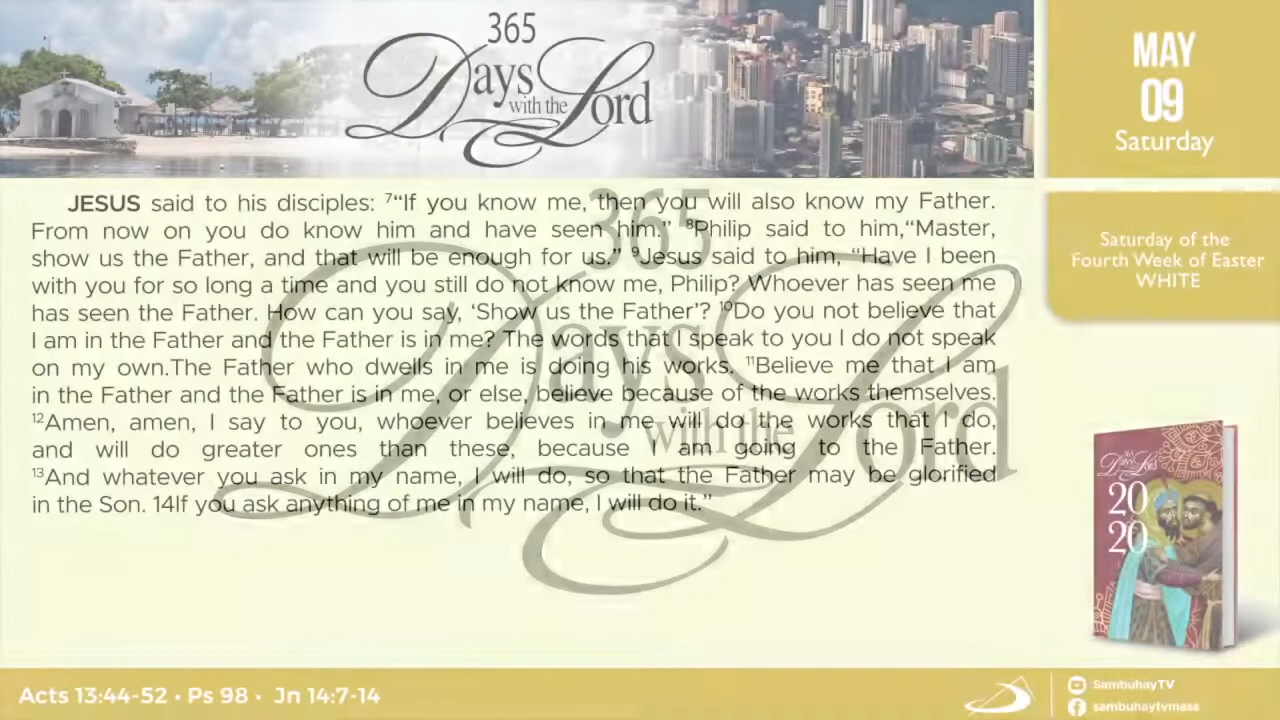 365
Days
with the
Lord
MAY
09
Saturday
Saturday of the
Fourth Week of Easter
WHITE
JESUS said to his disciples: ⁷“If you know me, then you will also know my Father.
From now on you do know him and have seen him.” ⁸Philip said to him,“Master,
show us the Father, and that will be enough for us.” ⁹Jesus said to him, “Have I been
with you for so long a time and you still do not know me, Philip? Whoever has seen me
has seen the Father. How can you say, ‘Show us the Father’? ¹⁰Do you not believe that
I am in the Father and the Father is in me? The words that I speak to you I do not speak
on my own.The Father who dwells in me is doing his works. ¹¹Believe me that I am
in the Father and the Father is in me, or else, believe because of the works themselves.
¹²Amen, amen, I say to you, whoever believes in me will do the works that I do,
and will do greater ones than these, because I am going to the Father.
¹³And whatever you ask in my name, I will do, so that the Father may be glorified
in the Son. 14If you ask anything of me in my name, I will do it.”
365
Days
with the
Lord
365
Days
with the
Lord
20
20
Acts 13:44-52 • Ps 98 • Jn 14:7-14
SambuhayTV
sambuhaytvmass